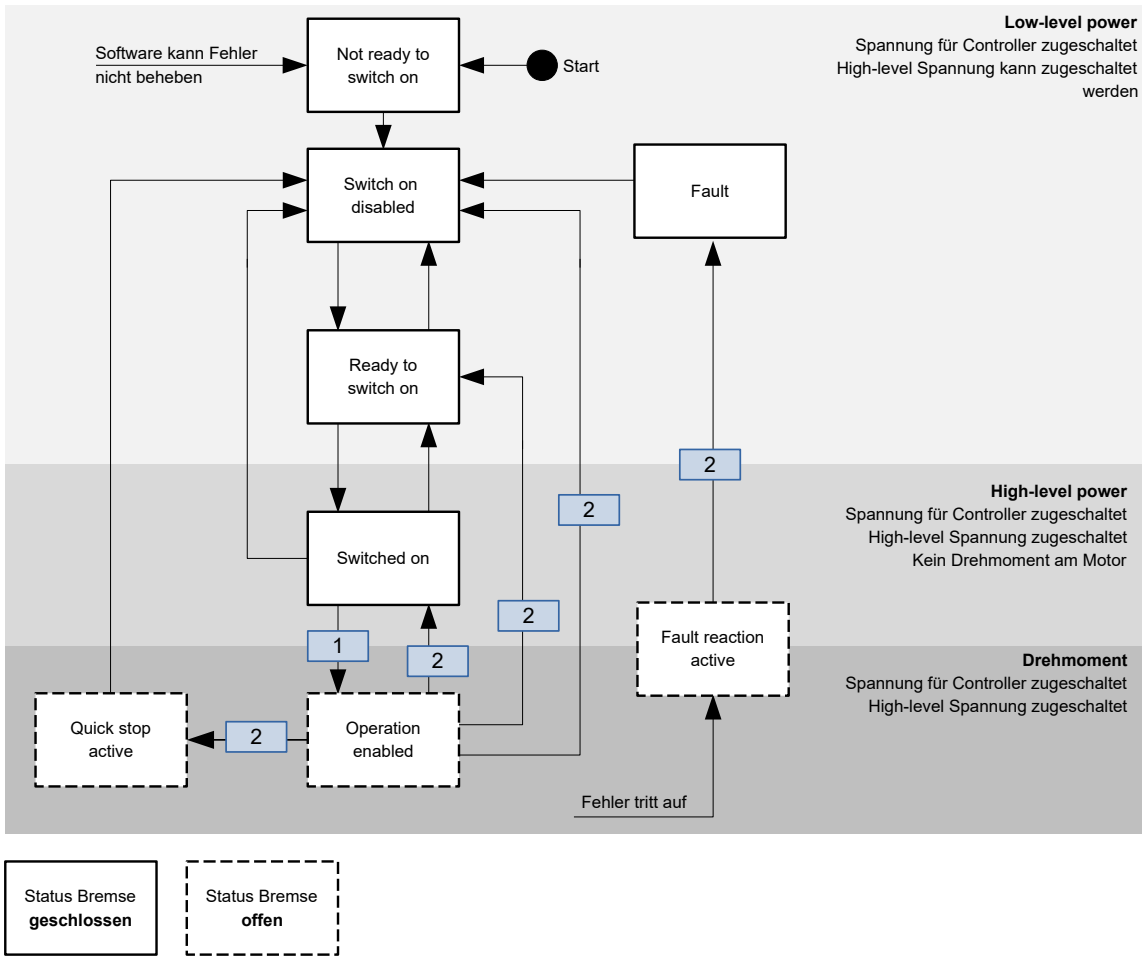 Low-level power
Spannung für Controller zugeschaltet
High-level Spannung kann zugeschaltet
werden
Software kann Fehler
nicht beheben
Not ready to
switch on
Start
Switch on
disabled
Fault
Ready to
switch on
2
High-level power
Spannung für Controller zugeschaltet
High-level Spannung zugeschaltet
Kein Drehmoment am Motor
2
Switched on
2
1
2
Fault reaction
active
Drehmoment
Spannung für Controller zugeschaltet
High-level Spannung zugeschaltet
Quick stop
active
2
Operation
enabled
Fehler tritt auf
Status Bremse
geschlossen
Status Bremse
offen